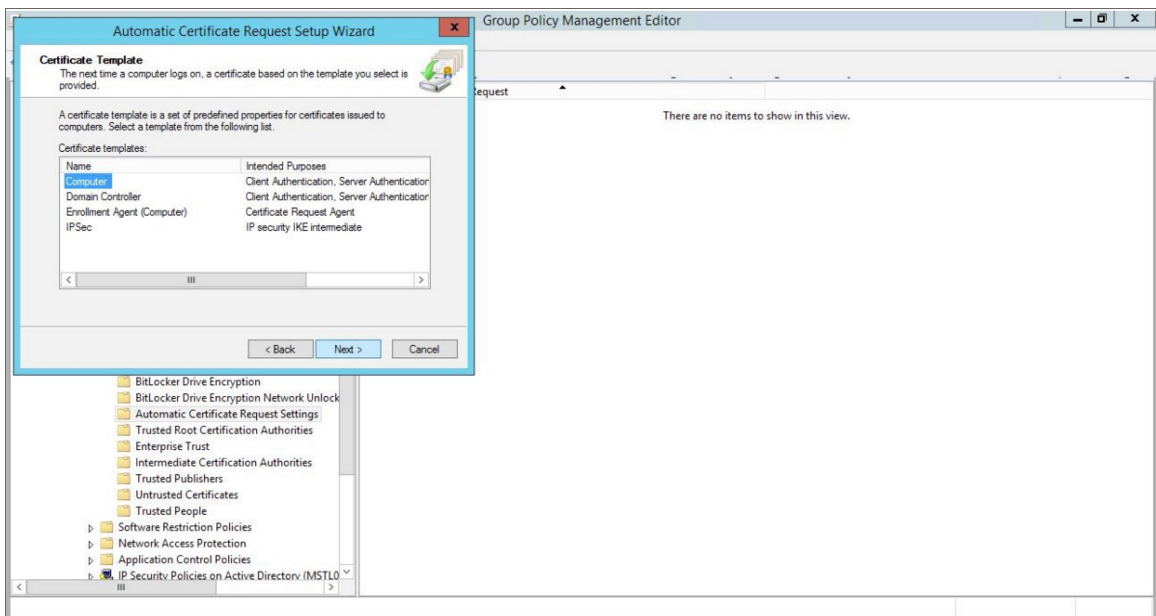 Group Policy Management Editor
Automatic Certificate Request Setup Wizard
Certificate Template
The next time a computer logs on, a certificate based on the template you select is
provided.
A certificate template is a set of predefined properties for certificates issued to
computers. Select a template from the following list.
Certificate templates:
Name Intended Purposes
Computer Client Authentication, Server Authentication
Domain Controller Client Authentication, Server Authentication
Enrollment Agent (Computer) Certificate Request Agent
IPSec IP security IKE intermediate
< Back Next > Cancel
equest
There are no items to show in this view.
BitLocker Drive Encryption
BitLocker Drive Encryption Network Unlock
Automatic Certificate Request Settings
Trusted Root Certification Authorities
Enterprise Trust
Intermediate Certification Authorities
Trusted Publishers
Untrusted Certificates
Trusted People
Software Restriction Policies
Network Access Protection
Application Control Policies
IP Security Policies on Active Directory (MSTL0